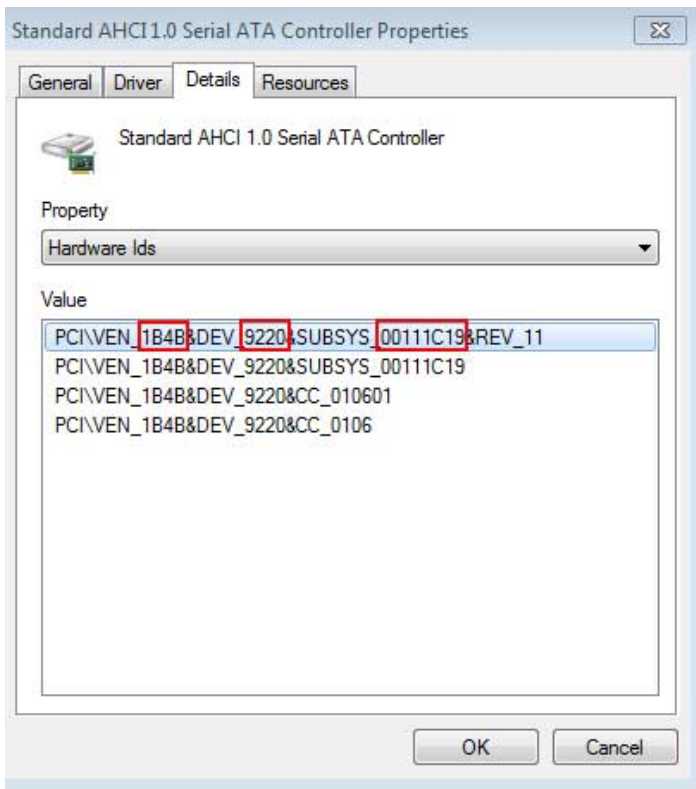 Standard AHCI 1.0 Serial ATA Controller Properties
General Driver Details Resources
Standard AHCI 1.0 Serial ATA Controller
Property
Hardware Ids
Value
PCI\VEN_1B4B&DEV_9220&SUBSYS_00111C19&REV_11
PCI\VEN_1B4B&DEV_9220&SUBSYS_00111C19
PCI\VEN_1B4B&DEV_9220&CC_010601
PCI\VEN_1B4B&DEV_9220&CC_0106
OK Cancel